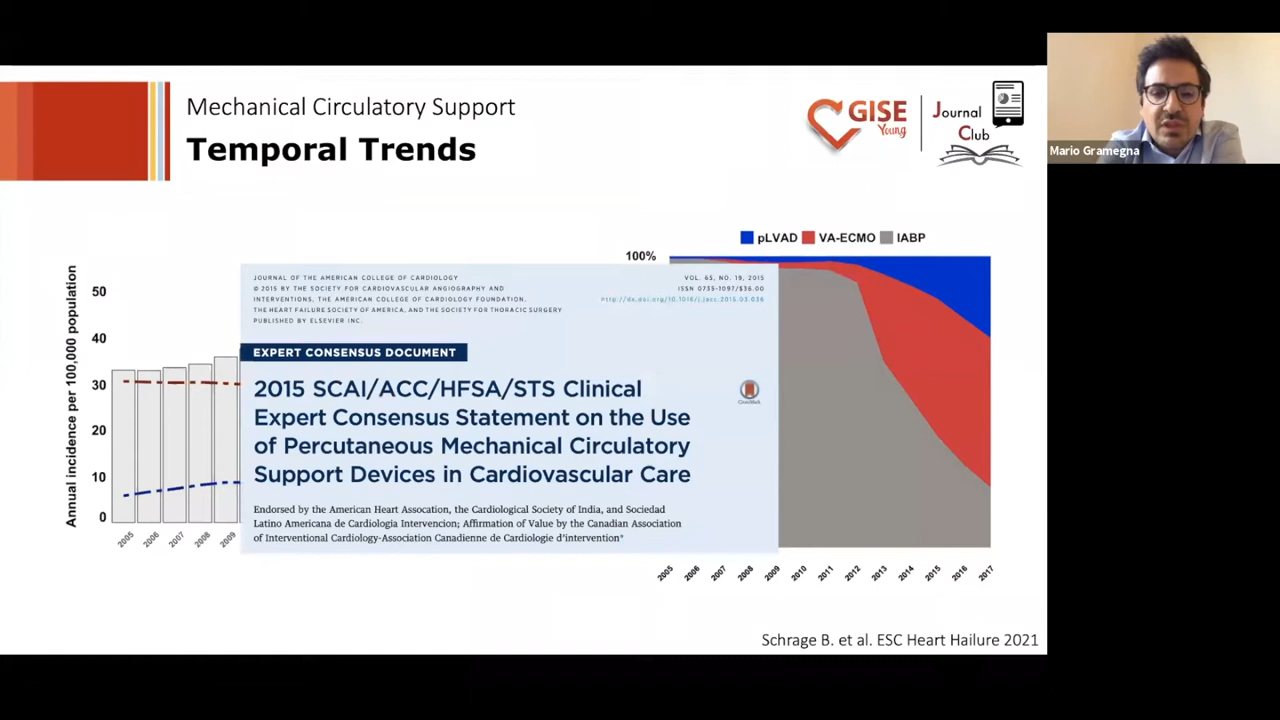 Mechanical Circulatory Support
Temporal Trends
GISE
Young
Journal
Club
Mario Gramegna
Annual incidence per 100,000 population
50
40
30
20
10
0
2005
2006
2007
2008
2009
JOURNAL OF THE AMERICAN COLLEGE OF CARDIOLOGY
© 2015 BY THE SOCIETY FOR CARDIOVASCULAR ANGIOGRAPHY AND
INTERVENTIONS, THE AMERICAN COLLEGE OF CARDIOLOGY FOUNDATION,
THE HEART FAILURE SOCIETY OF AMERICA, AND THE SOCIETY FOR THORACIC SURGERY
PUBLISHED BY ELSEVIER INC.
VOL. 65, NO. 19, 2015
ISSN 0735-1097/$36.00
http://dx.doi.org/10.1016/j.jacc.2015.03.036
EXPERT CONSENSUS DOCUMENT
2015 SCAI/ACC/HFSA/STS Clinical
Expert Consensus Statement on the Use
of Percutaneous Mechanical Circulatory
Support Devices in Cardiovascular Care
Endorsed by the American Heart Assocation, the Cardiological Society of India, and Sociedad
Latino Americana de Cardiologia Intervencion; Affirmation of Value by the Canadian Association
of Interventional Cardiology-Association Canadienne de Cardiologie d'intervention*
pLVAD VA-ECMO IABP
100%
2005
2006
2007
2008
2009
2010
2011
2012
2013
2014
2015
2016
2017
Schrage B. et al. ESC Heart Hailure 2021